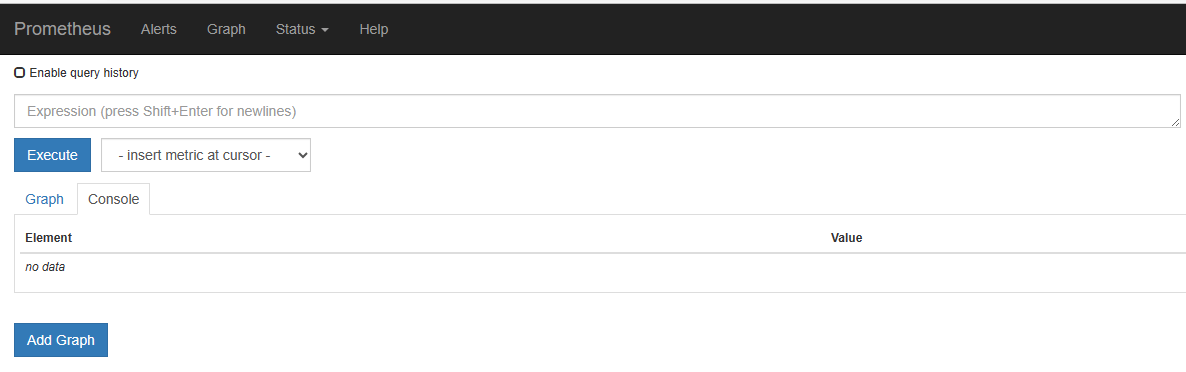 Prometheus Alerts Graph Status Help
Enable query history
Expression (press Shift+Enter for newlines)
Execute - insert metric at cursor -
Graph Console
Element Value
no data
Add Graph